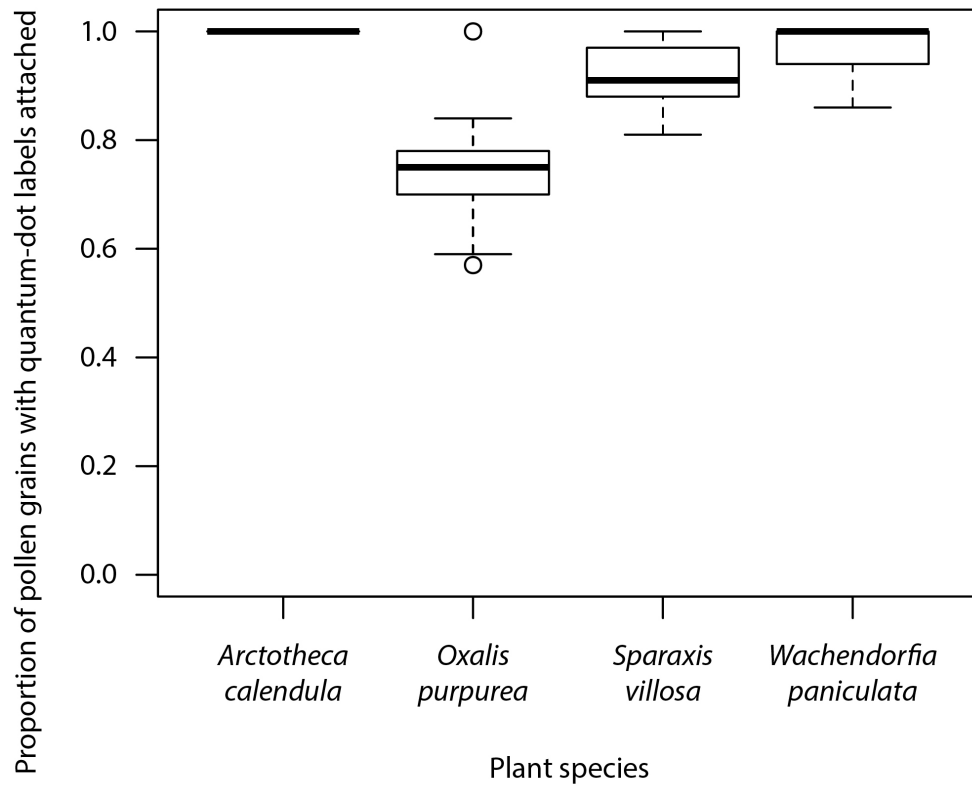 Proportion of pollen grains with quantum-dot labels attached
1.0
0.8
0.6
0.4
0.2
0.0
Arctotheca
calendula
Oxalis
purpurea
Sparaxis
villosa
Wachendorfia
paniculata
Plant species